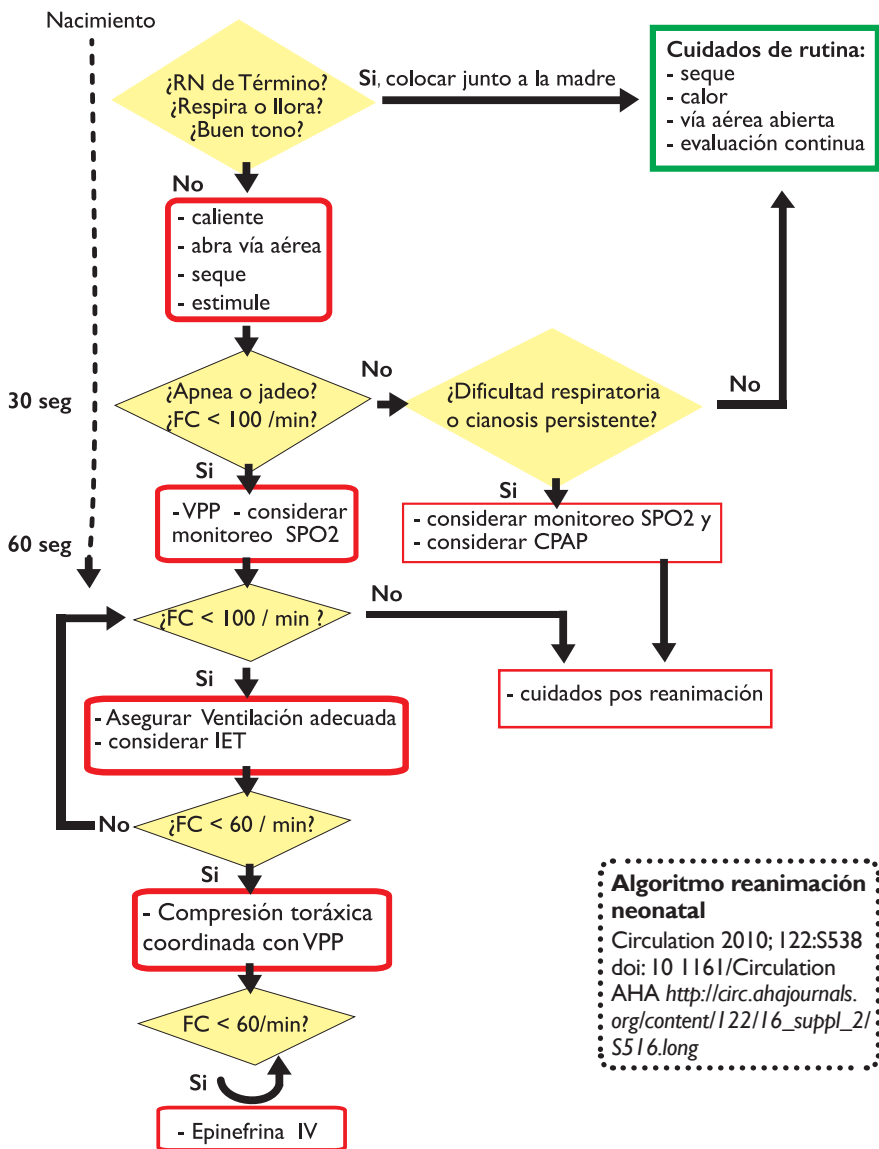 Nacimiento
¿RN de Término?
¿Respira o llora?
¿Buen tono?
Si, colocar junto a la madre
Cuidados de rutina:
- seque
- calor
- vía aérea abierta
- evaluación continua
No
- caliente
- abra vía aérea
- seque
- estimule
30 seg
¿Apnea o jadeo?
¿FC < 100 /min?
No
¿Dificultad respiratoria
o cianosis persistente?
No
Si
- VPP - considerar
monitoreo SPO2
Si
- considerar monitoreo SPO2 y
- considerar CPAP
60 seg
¿FC < 100 / min ?
No
Si
- cuidados pos reanimación
- Asegurar Ventilación adecuada
- considerar IET
¿FC < 60 / min?
No
Si
- Compresión toráxica
coordinada con VPP
FC < 60/min?
Si
- Epinefrina IV
Algoritmo reanimación
neonatal
Circulation 2010; 122:S538
doi: 10 1161/Circulation
AHA http://circ.ahajournals.
org/content/122/16_suppl_2/
S516.long